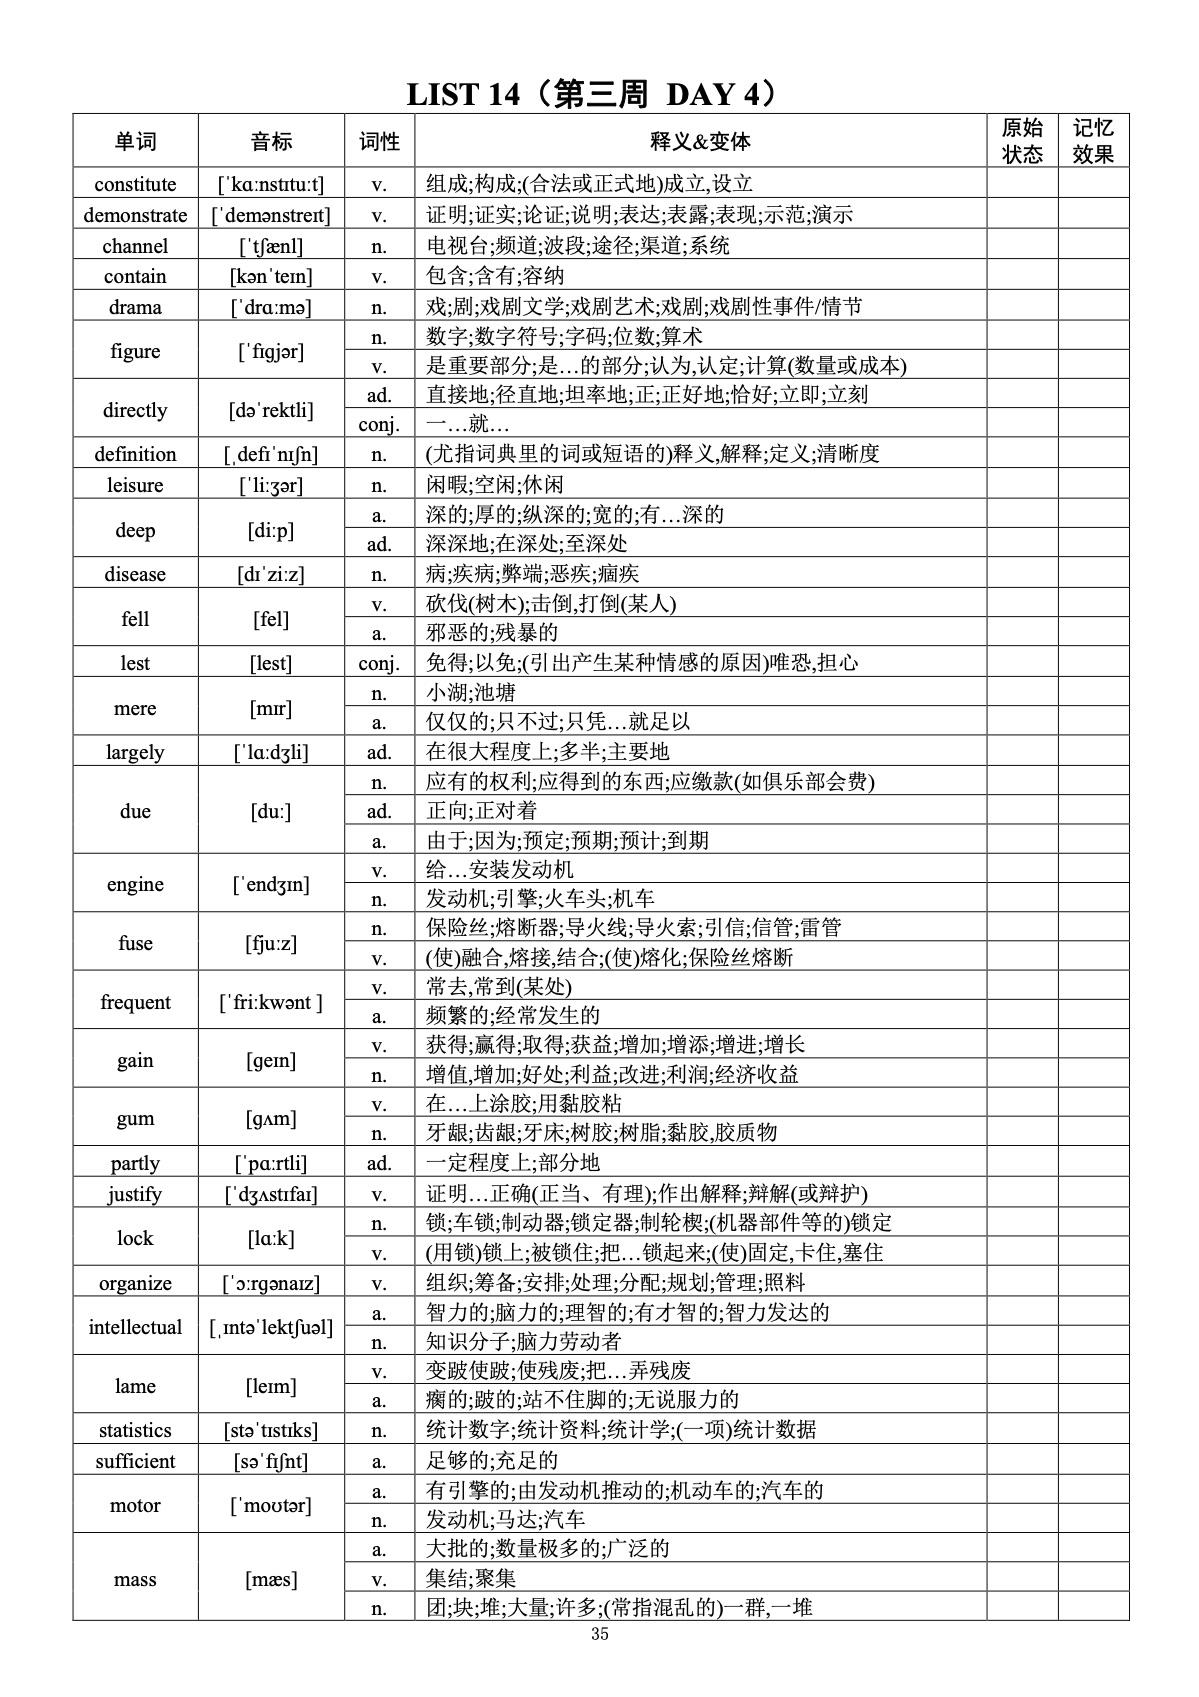 LIST 14（第三周 DAY 4）
单词 音标 词性 释义&变体 原始状态 记忆效果
constitute [ˈkɑːnstɪtuːt] v. 组成;构成;(合法或正式地)成立,设立
demonstrate [ˈdemənstreɪt] v. 证明;证实;论证;说明;表达;表露;表现;示范;演示
channel [ˈtʃænl] n. 电视台;频道;波段;途径;渠道;系统
contain [kənˈteɪn] v. 包含;含有;容纳
drama [ˈdrɑːmə] n. 戏;剧;戏剧文学;戏剧艺术;戏剧;戏剧性事件/情节
figure [ˈfɪɡjər] n. 数字;数字符号;字码;位数;算术
v. 是重要部分;是…的部分;认为,认定;计算(数量或成本)
directly [dəˈrektli] ad. 直接地;径直地;坦率地;正;正好地;恰好;立即;立刻
conj. 一…就…
definition [ˌdefɪˈnɪʃn] n. (尤指词典里的词或短语的)释义,解释;定义;清晰度
leisure [ˈliːʒər] n. 闲暇;空闲;休闲
deep [diːp] a. 深的;厚的;纵深的;宽的;有…深的
ad. 深深地;在深处;至深处
disease [dɪˈziːz] n. 病;疾病;弊端;恶疾;痼疾
fell [fel] v. 砍伐(树木);击倒,打倒(某人)
a. 邪恶的;残暴的
lest [lest] conj. 免得;以免;(引出产生某种情感的原因)唯恐,担心
mere [mɪr] n. 小湖;池塘
a. 仅仅的;只不过;只凭…就足以
largely [ˈlɑːdʒli] ad. 在很大程度上;多半;主要地
due [duː] n. 应有的权利;应得到的东西;应缴款(如俱乐部会费)
ad. 正向;正对着
a. 由于;因为;预定;预期;预计;到期
engine [ˈendʒɪn] v. 给…安装发动机
n. 发动机;引擎;火车头;机车
fuse [fjuːz] n. 保险丝;熔断器;导火线;导火索;引信;信管;雷管
v. (使)融合,熔接,结合;(使)熔化;保险丝熔断
frequent [ˈfriːkwənt ] v. 常去,常到(某处)
a. 频繁的;经常发生的
gain [ɡeɪn] v. 获得;赢得;取得;获益;增加;增添;增进;增长
n. 增值,增加;好处;利益;改进;利润;经济收益
gum [ɡʌm] v. 在…上涂胶;用黏胶粘
n. 牙龈;齿龈;牙床;树胶;树脂;黏胶,胶质物
partly [ˈpɑːrtli] ad. 一定程度上;部分地
justify [ˈdʒʌstɪfaɪ] v. 证明…正确(正当、有理);作出解释;辩解(或辩护)
lock [lɑːk] n. 锁;车锁;制动器;锁定器;制轮楔;(机器部件等的)锁定
v. (用锁)锁上;被锁住;把…锁起来;(使)固定,卡住,塞住
organize [ˈɔːrɡənaɪz] v. 组织;筹备;安排;处理;分配;规划;管理;照料
intellectual [ˌɪntəˈlektʃuəl] a. 智力的;脑力的;理智的;有才智的;智力发达的
n. 知识分子;脑力劳动者
lame [leɪm] v. 变跛使跛;使残废;把…弄残废
a. 瘸的;跛的;站不住脚的;无说服力的
statistics [stəˈtɪstɪks] n. 统计数字;统计资料;统计学;(一项)统计数据
sufficient [səˈfɪʃnt] a. 足够的;充足的
motor [ˈmoʊtər] a. 有引擎的;由发动机推动的;机动车的;汽车的
n. 发动机;马达;汽车
mass [mæs] a. 大批的;数量极多的;广泛的
v. 集结;聚集
n. 团;块;堆;大量;许多;(常指混乱的)一群,一堆
35